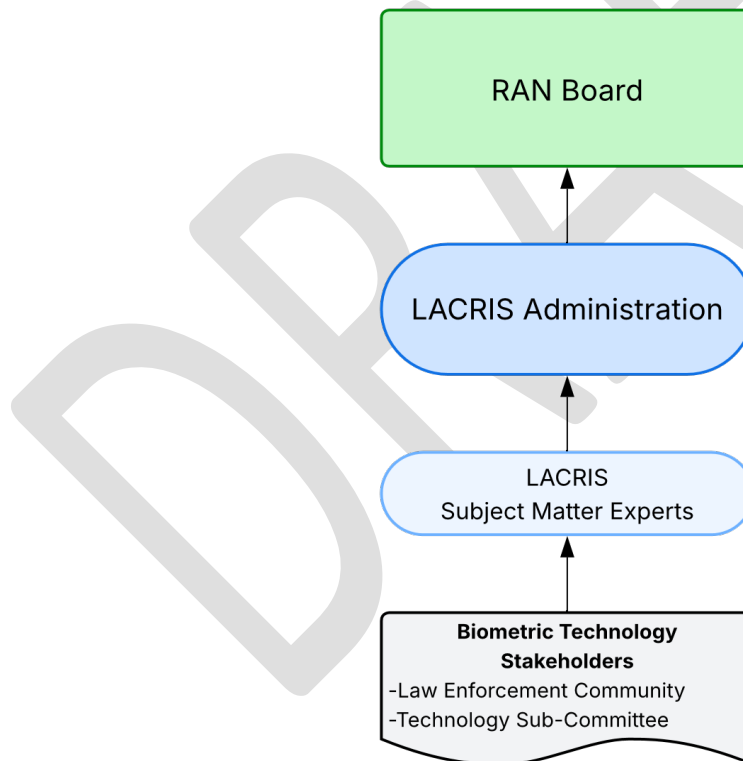 RAN Board
LACRIS Administration
LACRIS
Subject Matter Experts
Biometric Technology
Stakeholders
-Law Enforcement Community
-Technology Sub-Committee